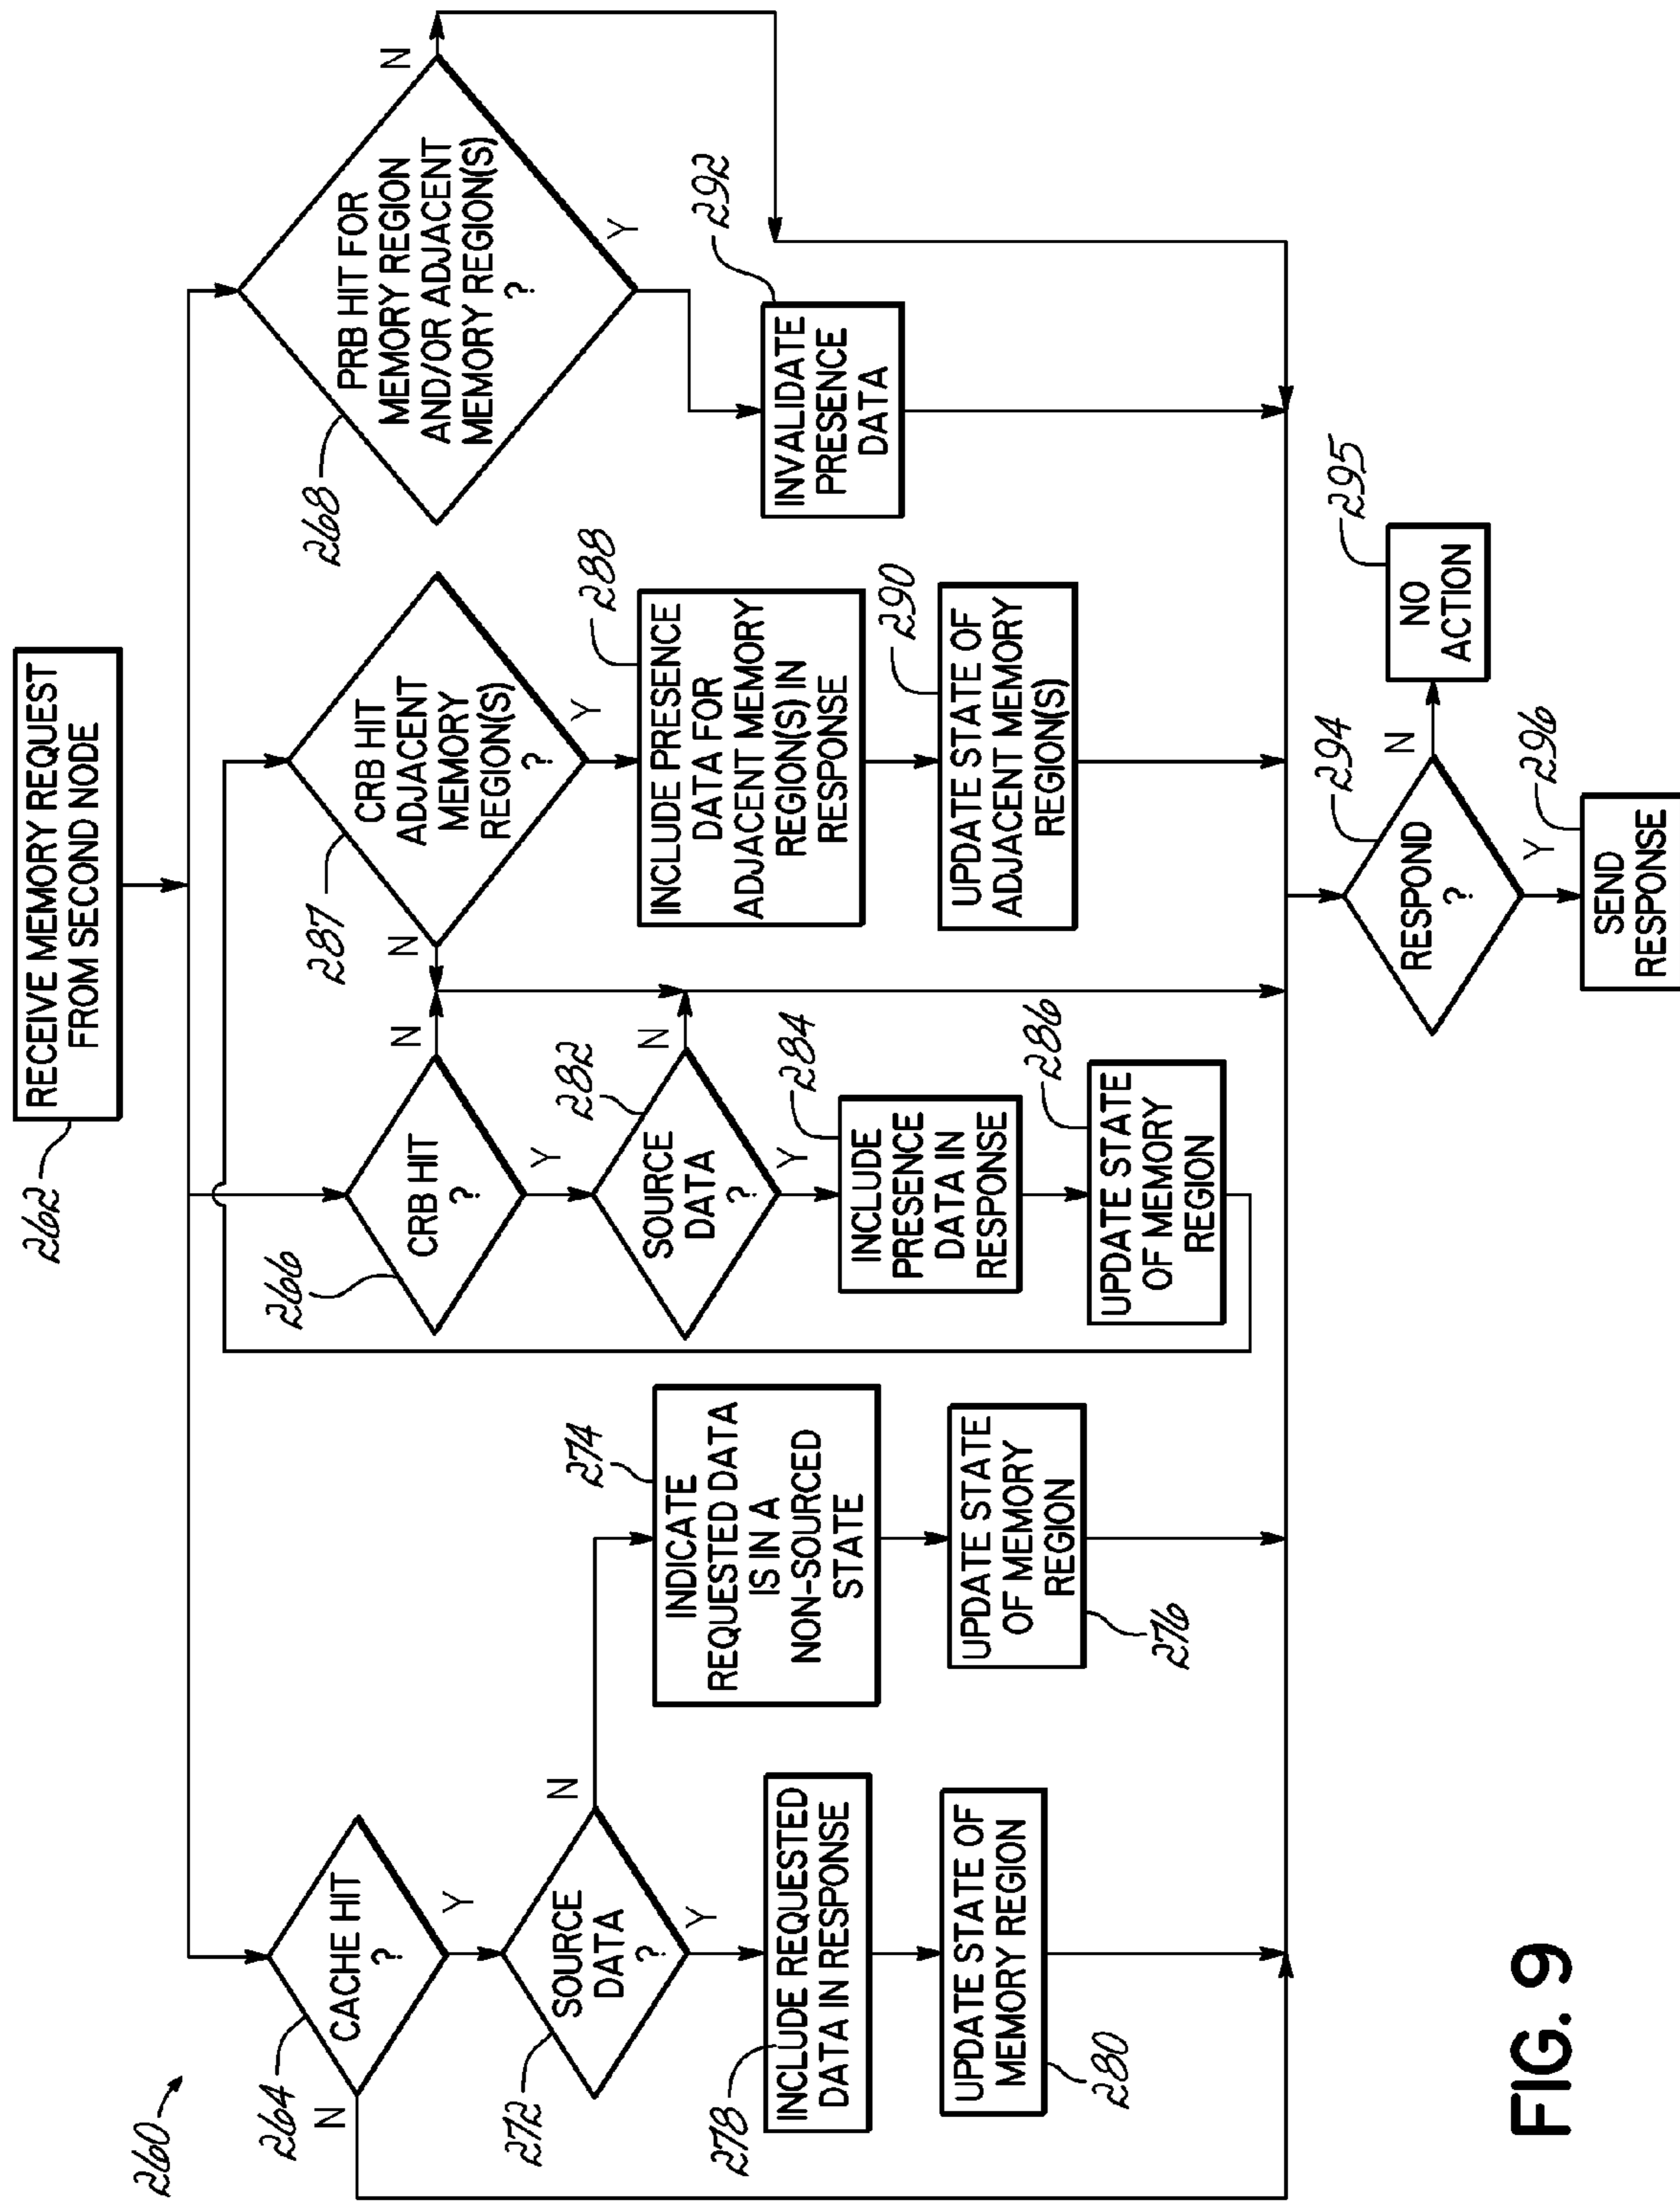 260
RECEIVE MEMORY REQUEST
FROM SECOND NODE
262
CACHE HIT
?
264
N
Y
SOURCE
DATA
?
272
N
Y
INDICATE
REQUESTED DATA
IS IN A
NON-SOURCED
STATE
274
UPDATE STATE
OF MEMORY
REGION
276
INCLUDE REQUESTED
DATA IN RESPONSE
278
UPDATE STATE OF
MEMORY REGION
280
CRB HIT
?
266
N
Y
SOURCE
DATA
?
282
N
Y
INCLUDE
PRESENCE
DATA IN
RESPONSE
284
UPDATE STATE
OF MEMORY
REGION
286
CRB HIT
ADJACENT
MEMORY
REGION(S)
?
287
N
Y
INCLUDE PRESENCE
DATA FOR
ADJACENT MEMORY
REGION(S) IN
RESPONSE
288
UPDATE STATE OF
ADJACENT MEMORY
REGION(S)
290
PRB HIT FOR
MEMORY REGION
AND/OR ADJACENT
MEMORY REGION(S)
?
268
N
Y
INVALIDATE
PRESENCE
DATA
292
RESPOND
?
294
N
Y
NO
ACTION
295
SEND
RESPONSE
296
FIG. 9